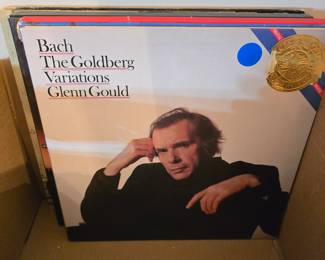 Bach
The Goldberg
Variations
Glenn Gould